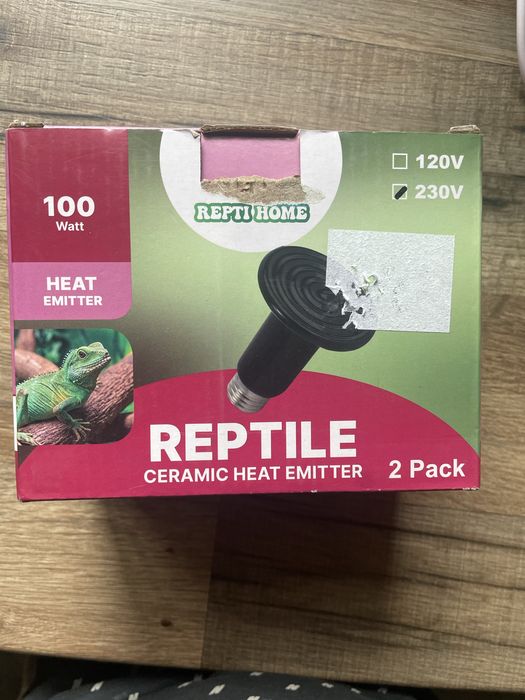 100
Watt
HEAT
EMITTER
REPTI HOME
120V
230V
REPTILE
CERAMIC HEAT EMITTER
2 Pack